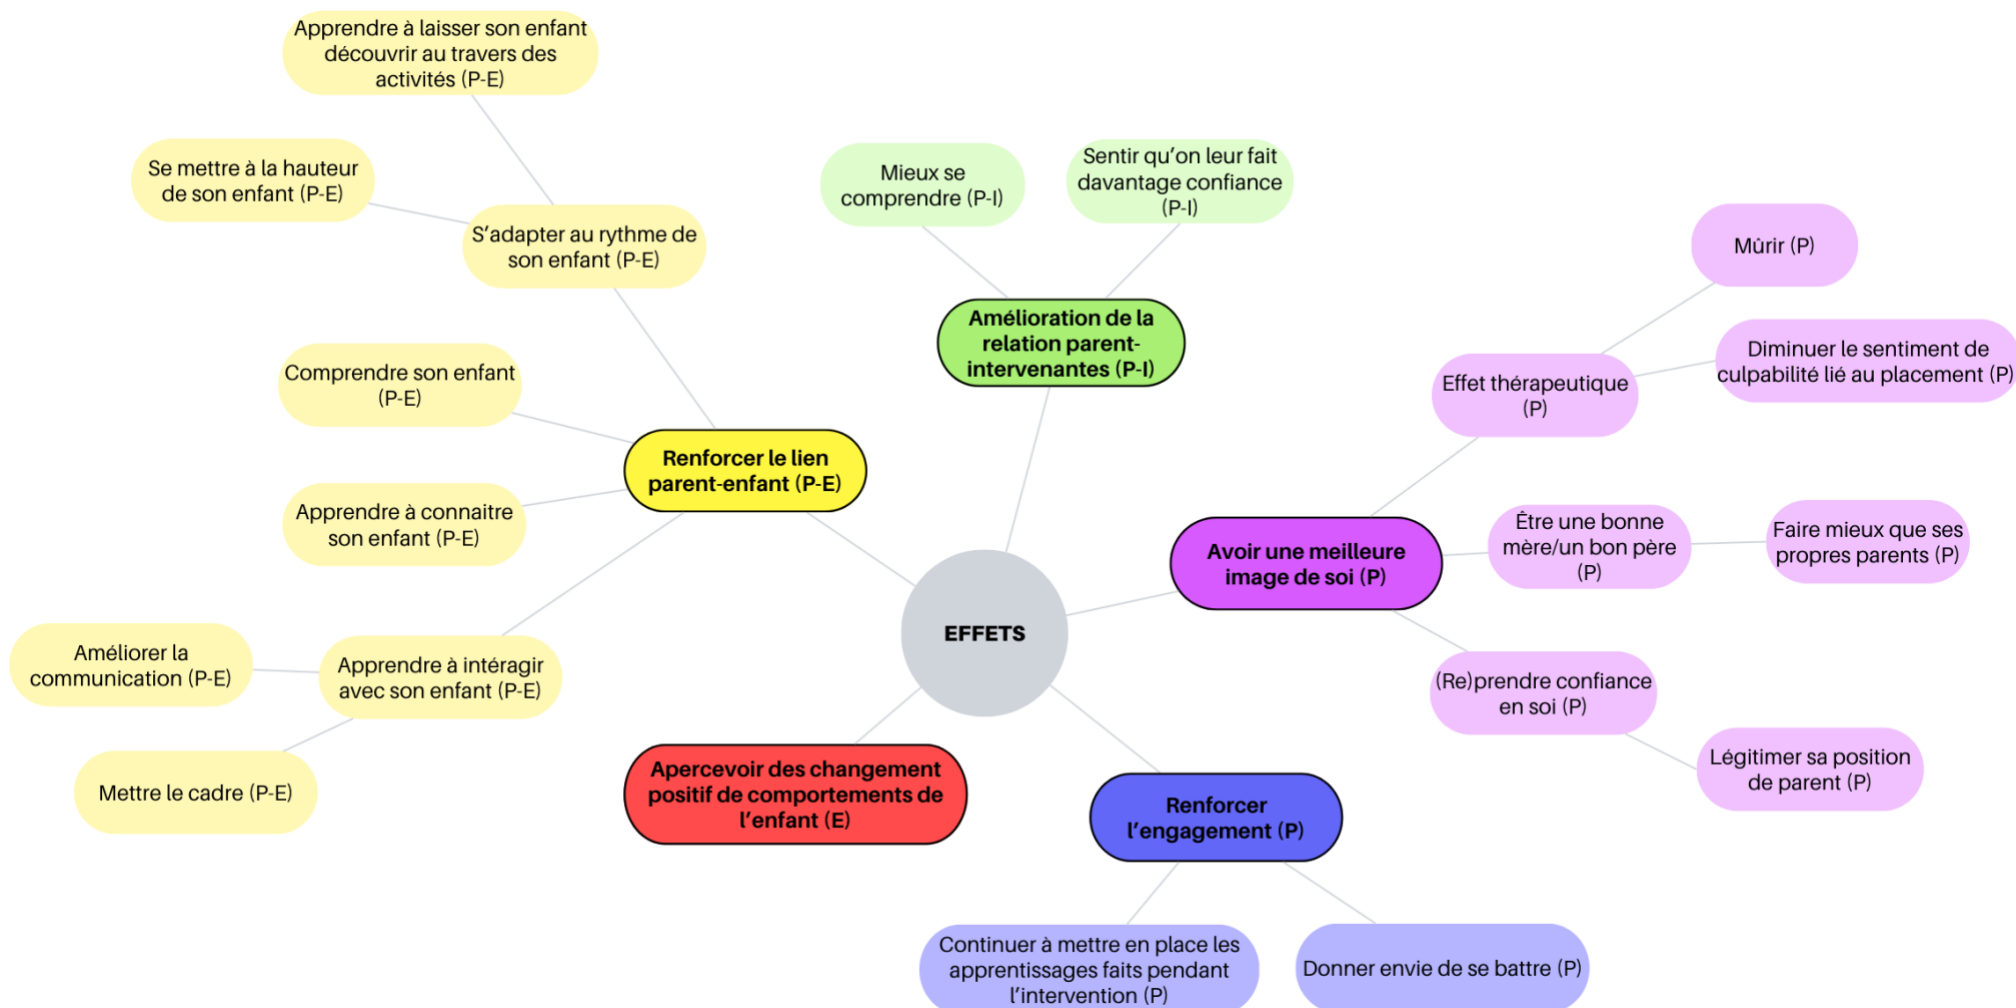 Apprendre à laisser son enfant
découvrir au travers des
activités (P-E)
Se mettre à la hauteur
de son enfant (P-E)
S'adapter au rythme de
son enfant (P-E)
Comprendre son enfant
(P-E)
Renforcer le lien
parent-enfant (P-E)
Apprendre à connaitre
son enfant (P-E)
Améliorer la
communication (P-E)
Apprendre à intéragir
avec son enfant (P-E)
Mettre le cadre (P-E)
Mieux se
comprendre (P-I)
Sentir qu'on leur fait
davantage confiance
(P-I)
Amélioration de la
relation parent-
intervenantes (P-I)
EFFETS
Mûrir (P)
Diminuer le sentiment de
culpabilité lié au placement (P)
Effet thérapeutique
(P)
Avoir une meilleure
image de soi (P)
Être une bonne
mère/un bon père
(P)
Faire mieux que ses
propres parents (P)
(Re)prendre confiance
en soi (P)
Légitimer sa position
de parent (P)
Apercevoir des changement
positif de comportements de
l'enfant (E)
Renforcer
l'engagement (P)
Continuer à mettre en place les
apprentissages faits pendant
l'intervention (P)
Donner envie de se battre (P)